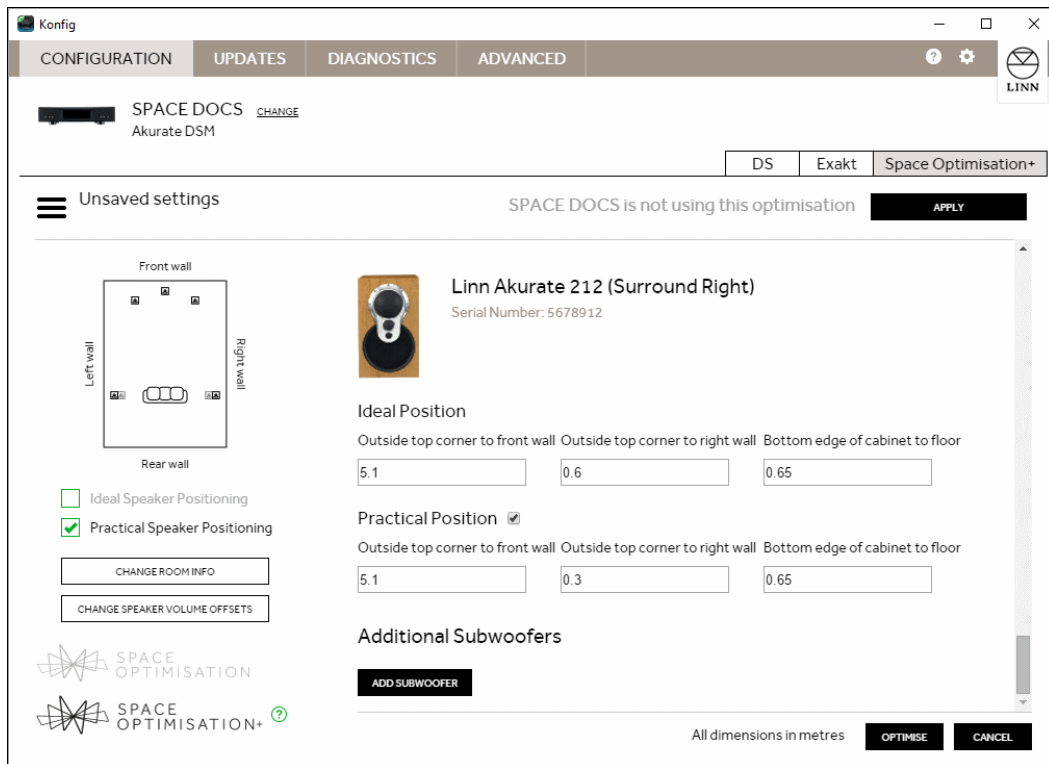 Konfig
CONFIGURATION UPDATES DIAGNOSTICS ADVANCED ?
LINN
SPACE DOCS CHANGE
Akurate DSM
DS Exakt Space Optimisation+
Unsaved settings
SPACE DOCS is not using this optimisation APPLY
Front wall
Left wall
Right wall
Rear wall
Ideal Speaker Positioning
Practical Speaker Positioning
CHANGE ROOM INFO
CHANGE SPEAKER VOLUME OFFSETS
SPACE
OPTIMISATION
SPACE
OPTIMISATION+ ?
Linn Akurate 212 (Surround Right)
Serial Number: 5678912
Ideal Position
Outside top corner to front wall Outside top corner to right wall Bottom edge of cabinet to floor
5.1 0.6 0.65
Practical Position
Outside top corner to front wall Outside top corner to right wall Bottom edge of cabinet to floor
5.1 0.3 0.65
Additional Subwoofers
ADD SUBWOOFER
All dimensions in metres OPTIMISE CANCEL